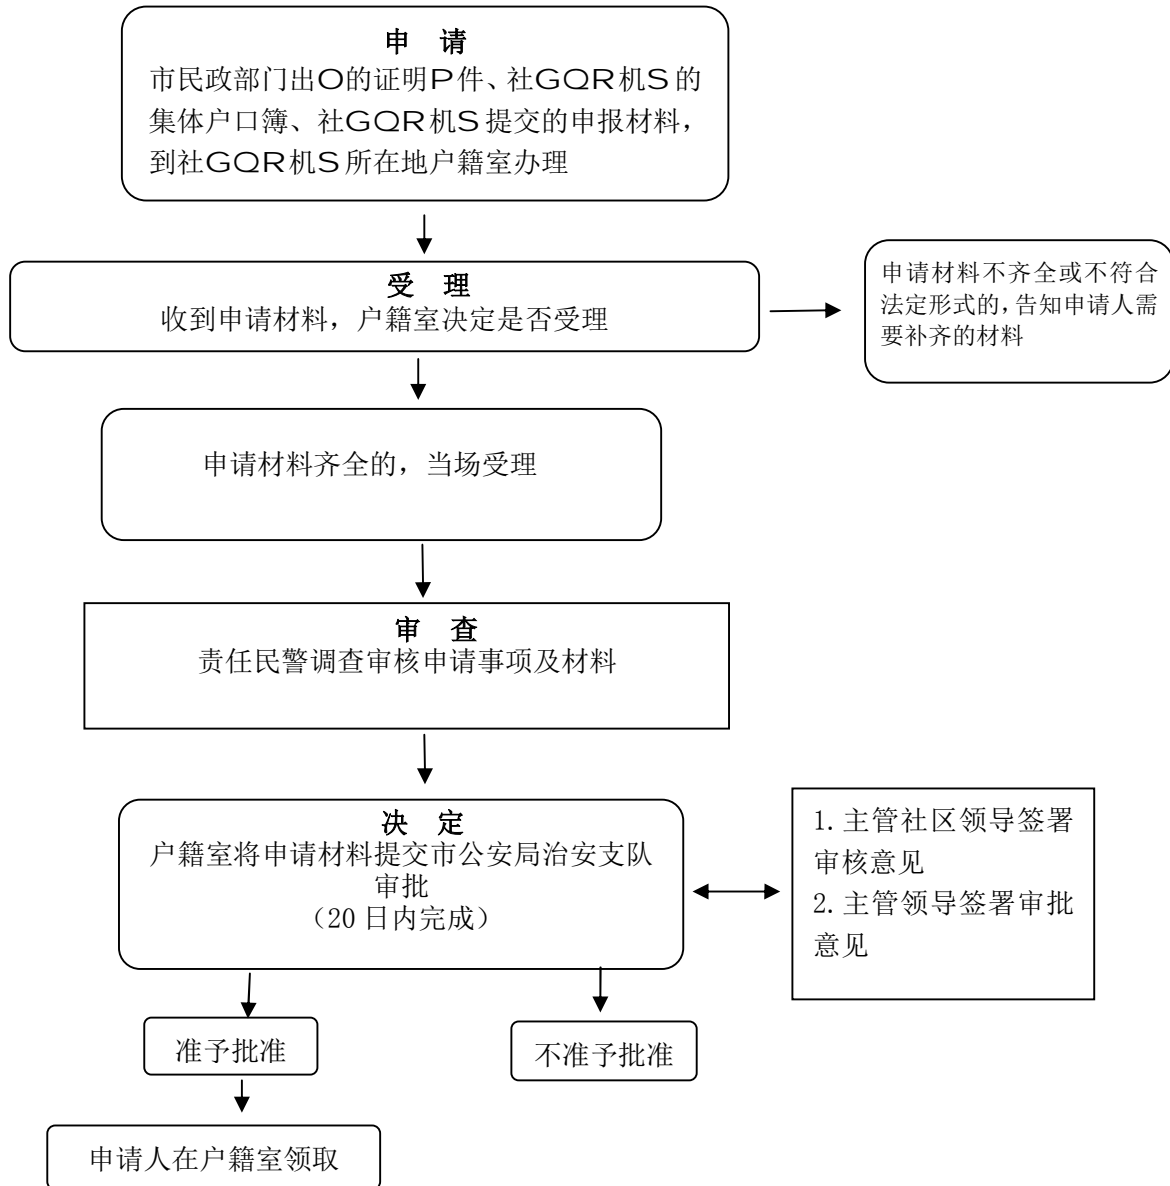 申 请
市民政部门出O的证明P件、社GQR机S的
集体户口簿、社GQR机S提交的申报材料，
到社GQR机S所在地户籍室办理
受 理
收到申请材料，户籍室决定是否受理
申请材料不齐全或不符合
法定形式的，告知申请人需
要补齐的材料
申请材料齐全的，当场受理
审 查
责任民警调查审核申请事项及材料
决 定
户籍室将申请材料提交市公安局治安支队
审批
（20日内完成）
1.主管社区领导签署
审核意见
2.主管领导签署审批
意见
准予批准
不准予批准
申请人在户籍室领取